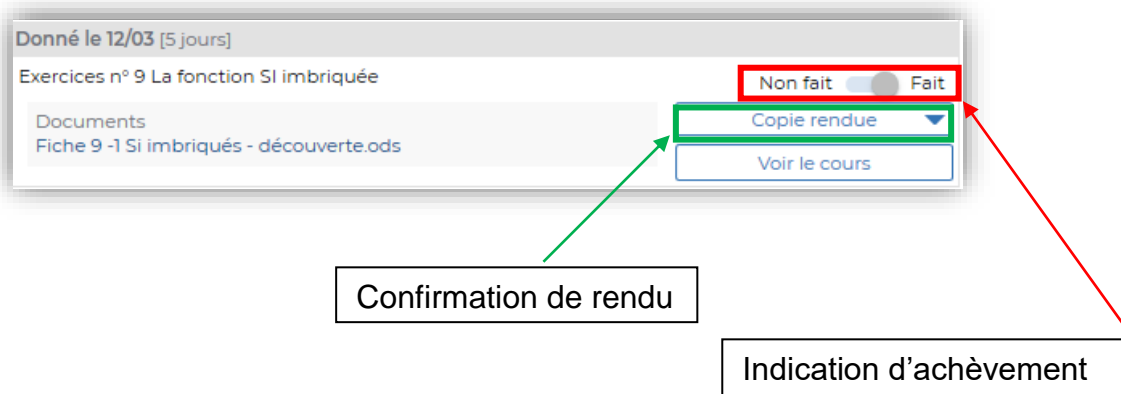 Donné le 12/03 [5 jours]
Exercices n° 9 La fonction SI imbriquée
Non fait Fait
Documents
Fiche 9 -1 Si imbriqués - découverte.ods
Copie rendue
Voir le cours
Confirmation de rendu
Indication d’achèvement